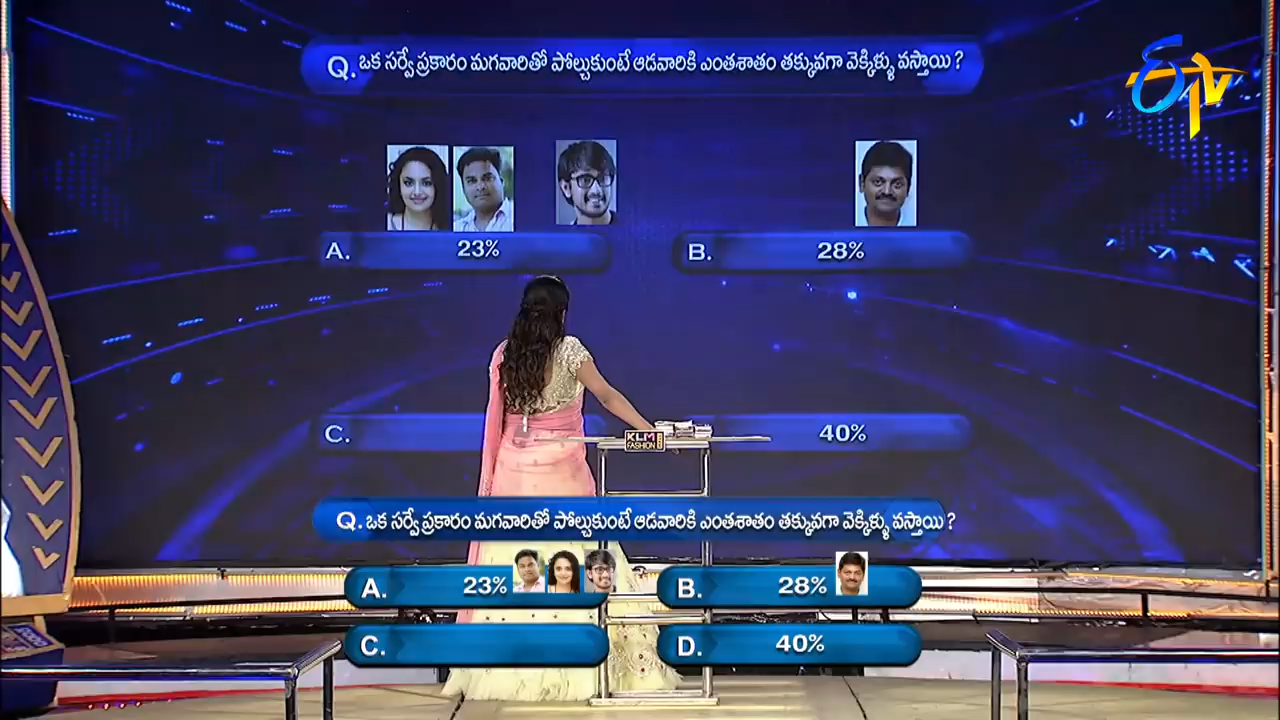 Q. ఒక సర్వే ప్రకారం మగవారితో పోల్చుకుంటే ఆడవారికి ఎంతశాతం తక్కువగా వెక్కిళ్ళు వస్తాయి ?
ఈTV
A. 23%
B. 28%
C.
40%
KLM
FASHION
Q. ఒక సర్వే ప్రకారం మగవారితో పోల్చుకుంటే ఆడవారికి ఎంతశాతం తక్కువగా వెక్కిళ్ళు వస్తాయి ?
A. 23%
B. 28%
C.
D. 40%